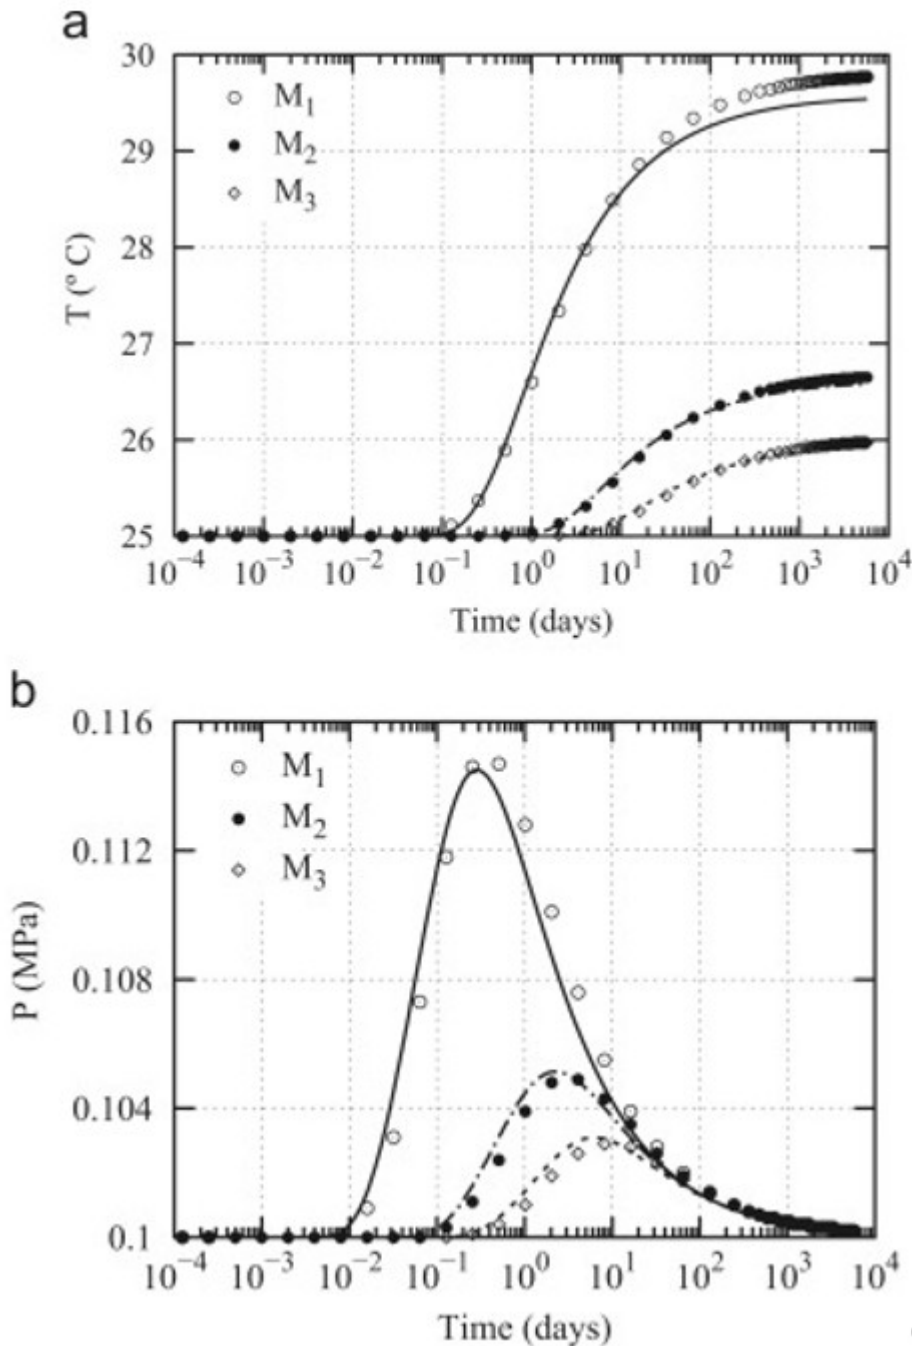 a
30
29
28
27
26
25
T (º C)
M₁
M₂
M₃
10⁻⁴ 10⁻³ 10⁻² 10⁻¹ 10⁰ 10¹ 10² 10³ 10⁴
Time (days)
b
0.116
0.112
0.108
0.104
0.1
P (MPa)
M₁
M₂
M₃
10⁻⁴ 10⁻³ 10⁻² 10⁻¹ 10⁰ 10¹ 10² 10³ 10⁴
Time (days)